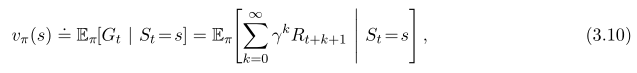 v_π(s) ≐ 𝔼_π[G_t | S_t=s] = 𝔼_π[∑_{k=0}^{∞} γ^k R_{t+k+1} | S_t=s], (3.10)